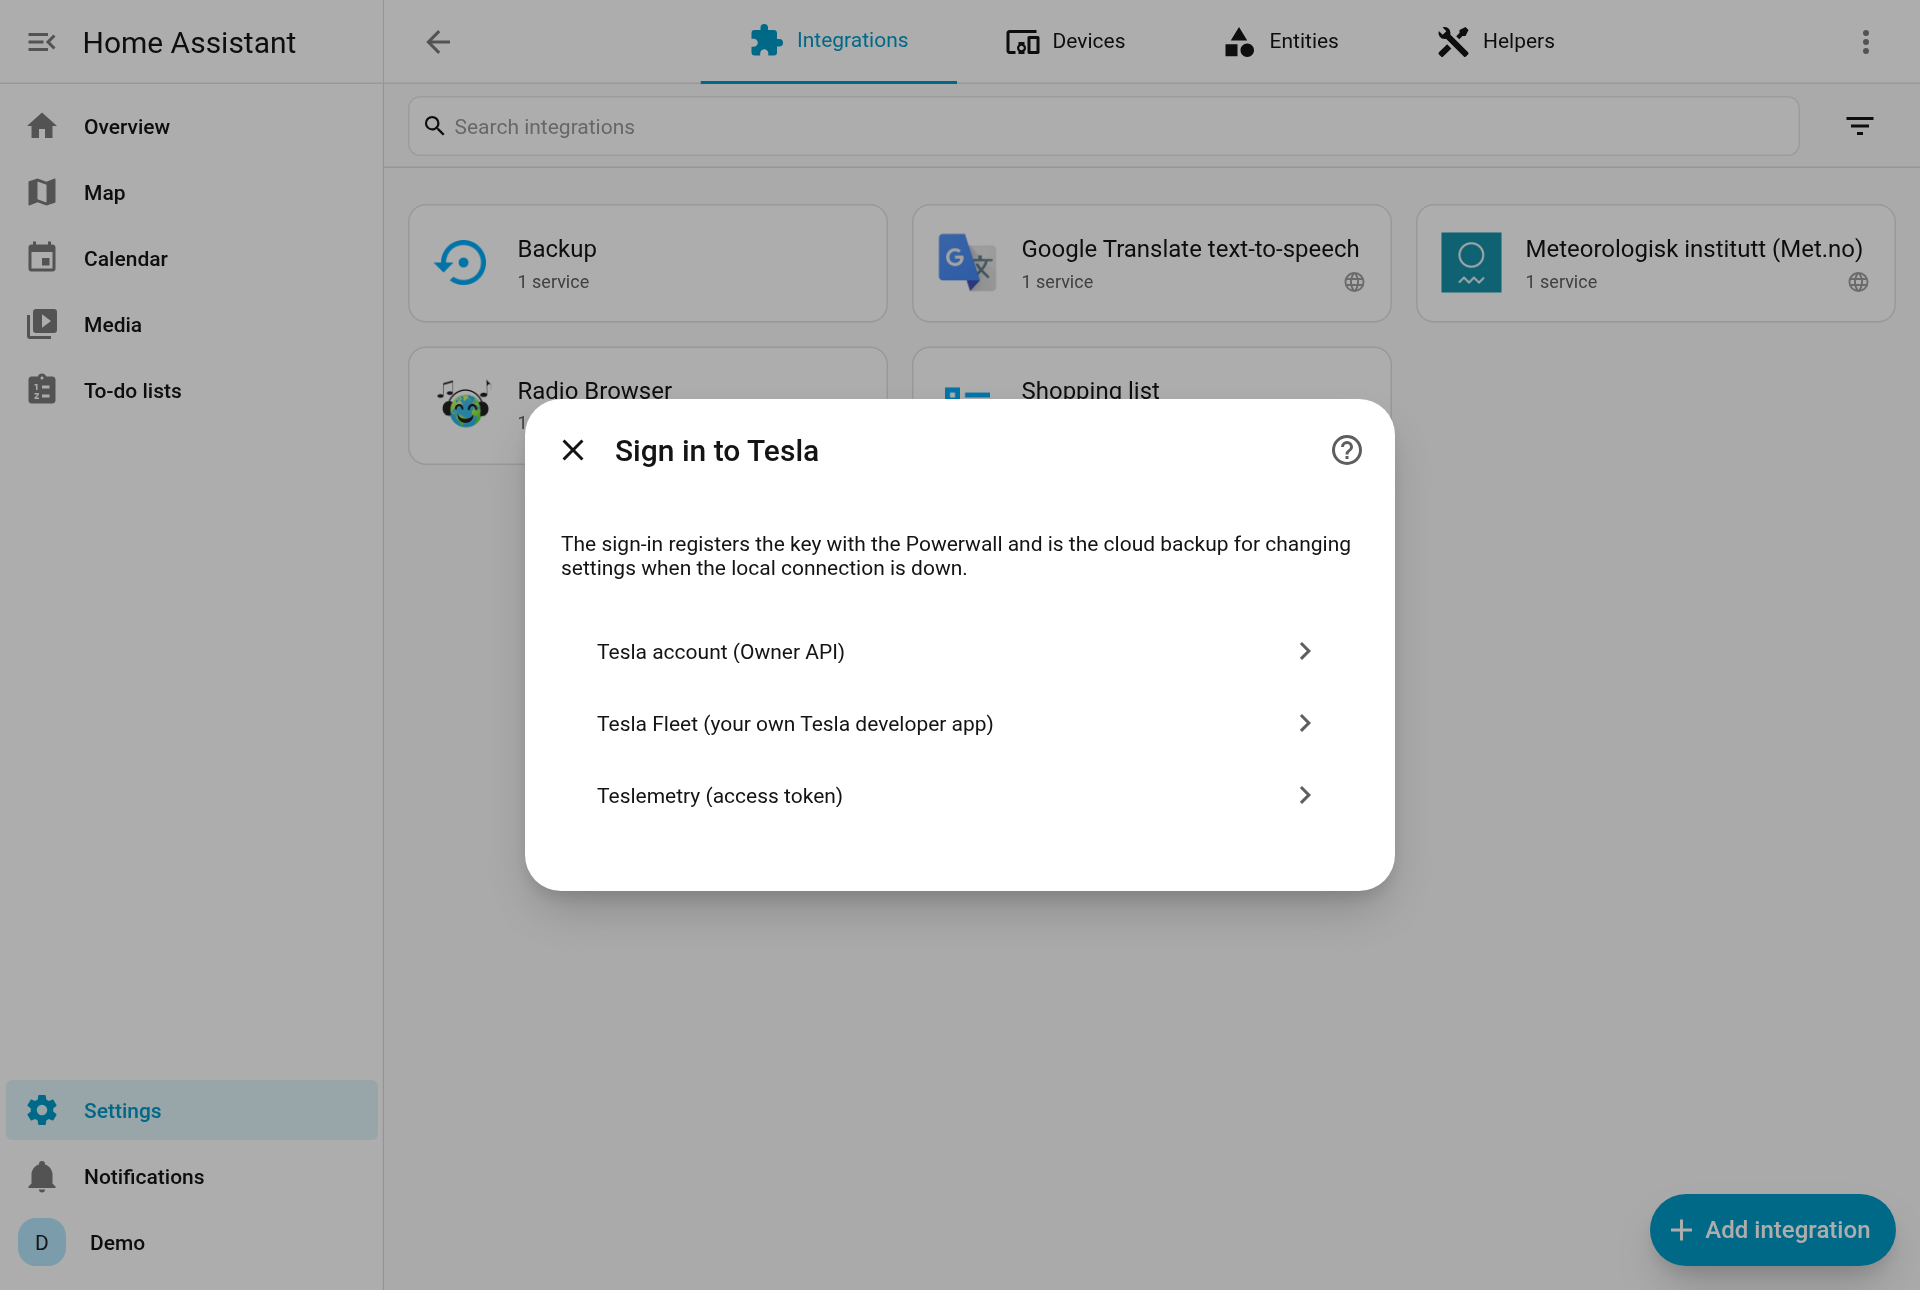 Home Assistant
Integrations
Devices
Entities
Helpers
Overview
Map
Calendar
Media
To-do lists
Settings
Notifications
D
Demo
Search integrations
Backup
1 service
Google Translate text-to-speech
1 service
Meteorologisk institutt (Met.no)
1 service
Radio Browser
1
Shopping list
Sign in to Tesla
The sign-in registers the key with the Powerwall and is the cloud backup for changing
settings when the local connection is down.
Tesla account (Owner API)
Tesla Fleet (your own Tesla developer app)
Teslemetry (access token)
Add integration